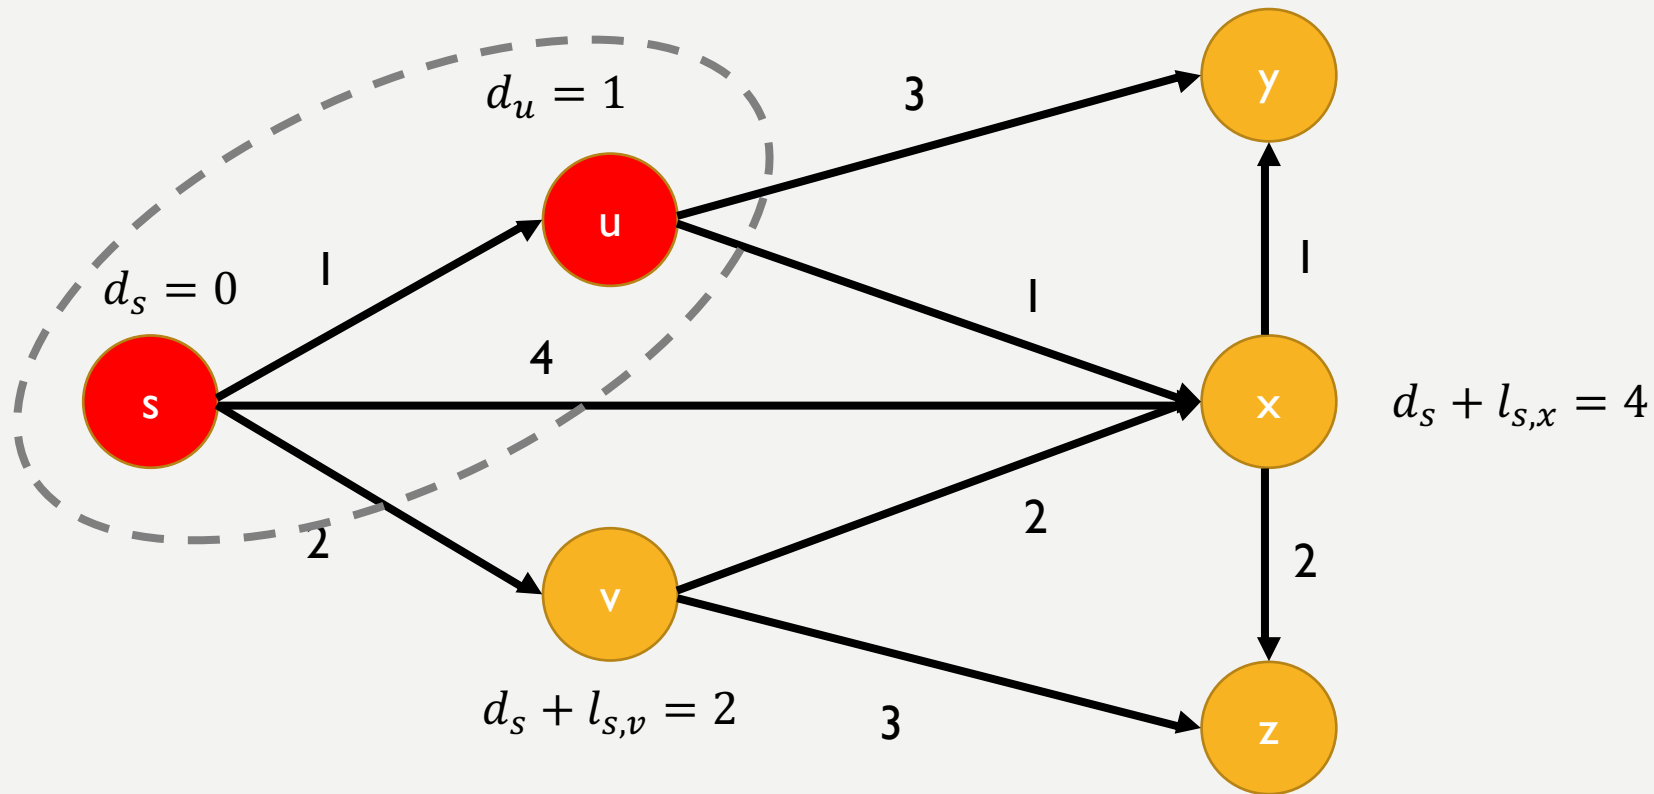 y
d_u = 1
3
u
d_s = 0
1
1
1
4
s
x
d_s + l_{s,x} = 4
2
2
2
v
d_s + l_{s,v} = 2
3
z